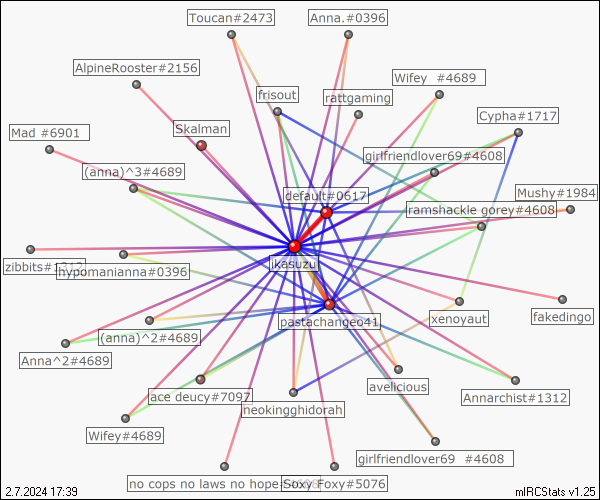 Toucan#2473
Anna.#0396
AlpineRooster#2156
Wifey #4689
frisout
rattgaming
Cypha#1717
Mad #6901
Skalman
girlfriendlover69#4608
(anna)^3#4689
default#0617
Mushy#1984
ramshackle gorey#4608
ikasuzu
zibbits#1312
hypomanianna#0396
fakedingo
xenoyaut
pastachangeo41
(anna)^2#4689
Anna^2#4689
avelicious
ace deucy#7097
Annarchist#1312
neokingghidorah
Wifey#4689
girlfriendlover69 #4608
no cops no laws no hope
Soxy Foxy#5076
2.7.2024 17:39
mIRCStats v1.25